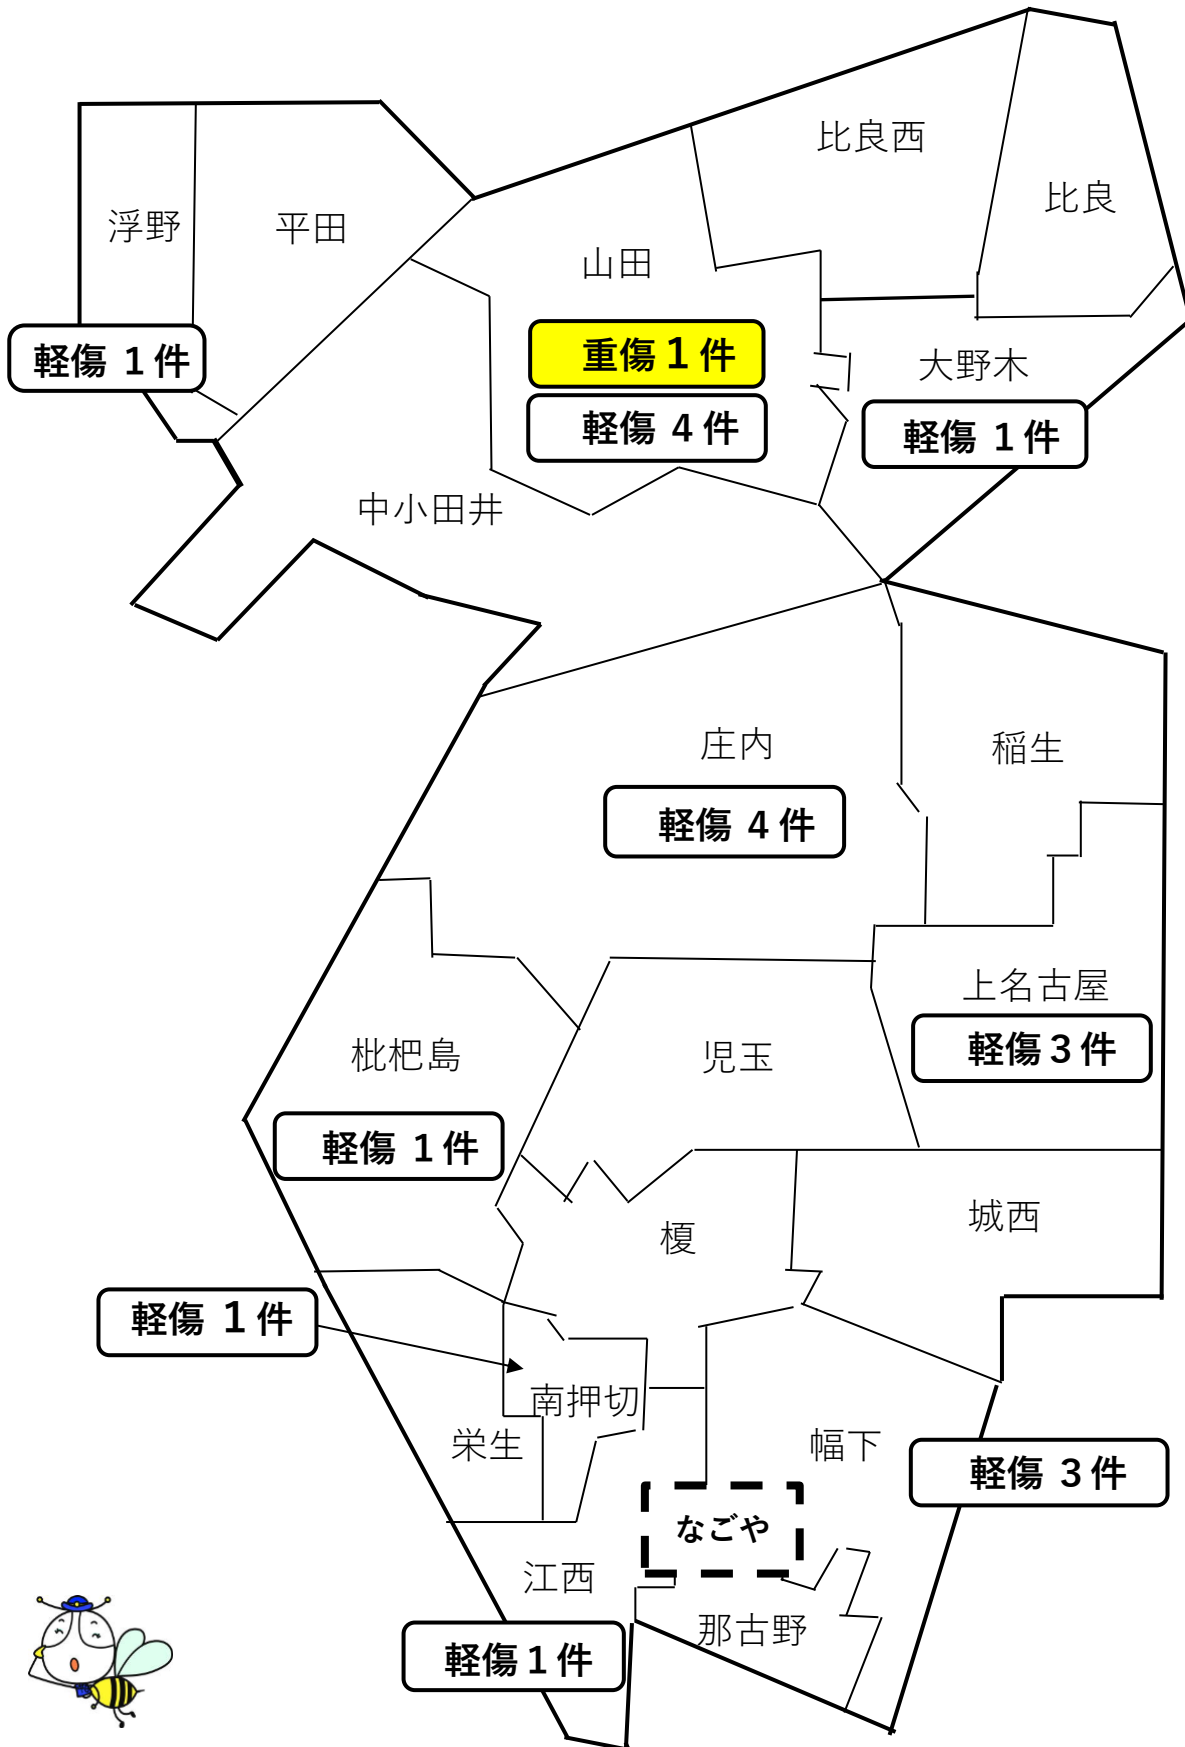 比良西
比良
浮野
平田
山田
軽傷 １件
重傷１件
大野木
軽傷 ４件
軽傷 １件
中小田井
庄内
稲生
軽傷 ４件
上名古屋
軽傷３件
枇杷島
児玉
軽傷 １件
城西
榎
軽傷 １件
南押切
栄生
幅下
軽傷 ３件
なごや
江西
那古野
軽傷１件